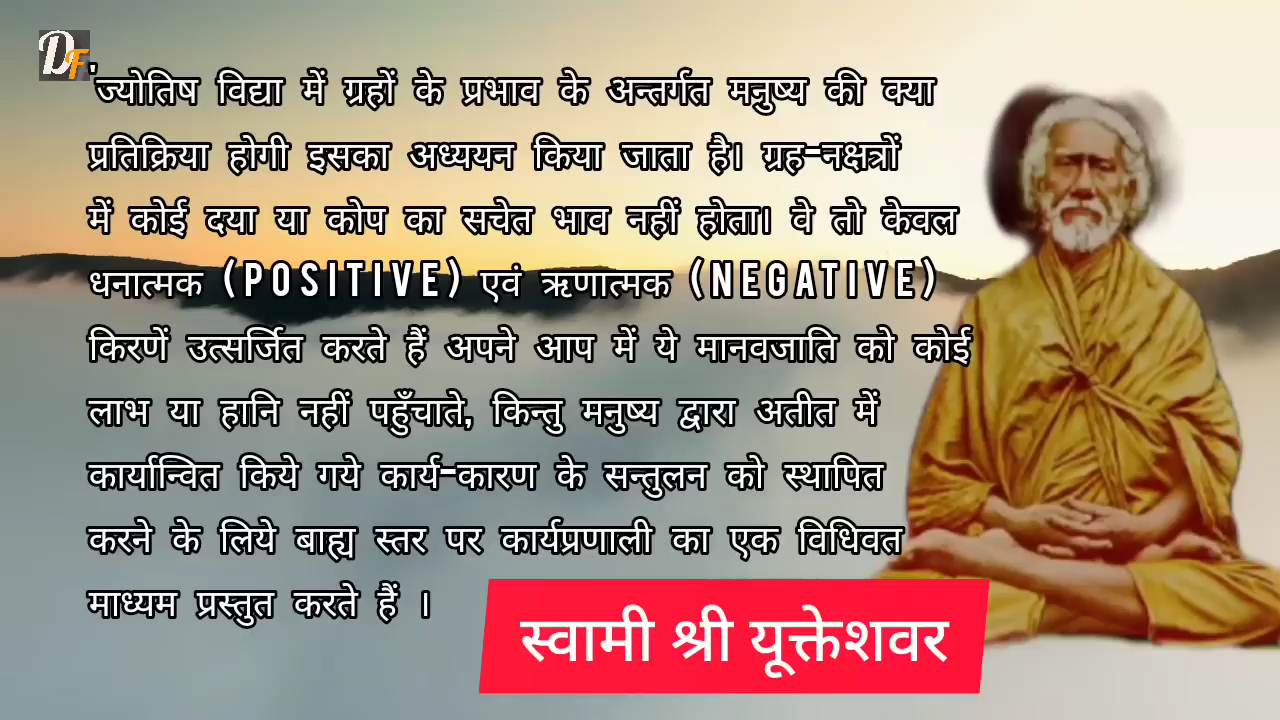 DF
'ज्योतिष विद्या में ग्रहों के प्रभाव के अन्तर्गत मनुष्य की क्या
प्रतिक्रिया होगी इसका अध्ययन किया जाता है। ग्रह-नक्षत्रों
में कोई दया या कोप का सचेत भाव नहीं होता। वे तो केवल
धनात्मक (POSITIVE) एवं ऋणात्मक (NEGATIVE)
किरणें उत्सर्जित करते हैं अपने आप में ये मानवजाति को कोई
लाभ या हानि नहीं पहुँचाते, किन्तु मनुष्य द्वारा अतीत में
कार्यान्वित किये गये कार्य-कारण के सन्तुलन को स्थापित
करने के लिये बाह्य स्तर पर कार्यप्रणाली का एक विधिवत
माध्यम प्रस्तुत करते हैं ।
स्वामी श्री यूक्तेशवर